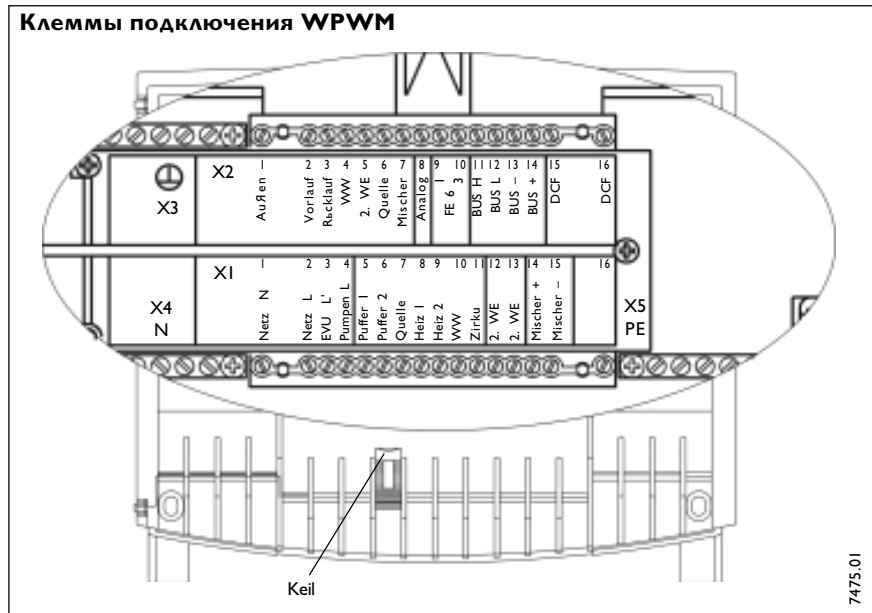 Клеммы подключения WPWM
X3
X2
1 2 3 4 5 6 7 8 9 10 11 12 13 14 15 16
AuЯen
Vorlauf
Rьcklauf
WW
2. WE
Quelle
Mischer
Analog
1
FE 6
3
BUS H
BUS L
BUS –
BUS +
DCF
DCF
X4
N
X1
1 2 3 4 5 6 7 8 9 10 11 12 13 14 15 16
Netz N
Netz L
EVU L'
Pumpen L
Puffer 1
Puffer 2
Quelle
Heiz 1
Heiz 2
WW
Zirku
2. WE
2. WE
Mischer +
Mischer –
X5
PE
Keil
7475.01